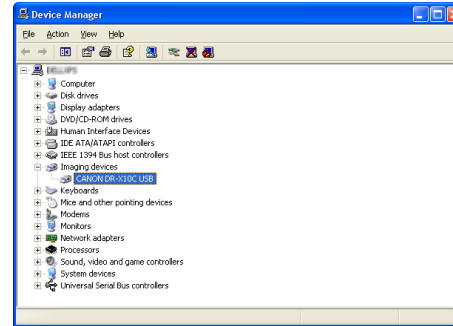 Device Manager
File Action View Help
Computer
Disk drives
Display adapters
DVD/CD-ROM drives
Human Interface Devices
IDE ATA/ATAPI controllers
IEEE 1394 Bus host controllers
Imaging devices
CANON DR-X10C USB
Keyboards
Mice and other pointing devices
Modems
Monitors
Network adapters
Processors
Sound, video and game controllers
System devices
Universal Serial Bus controllers